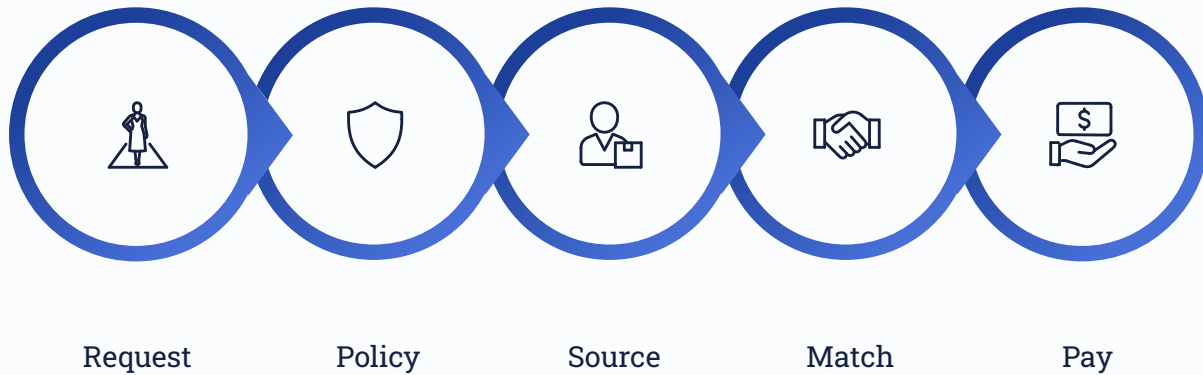 $
Request
Policy
Source
Match
Pay